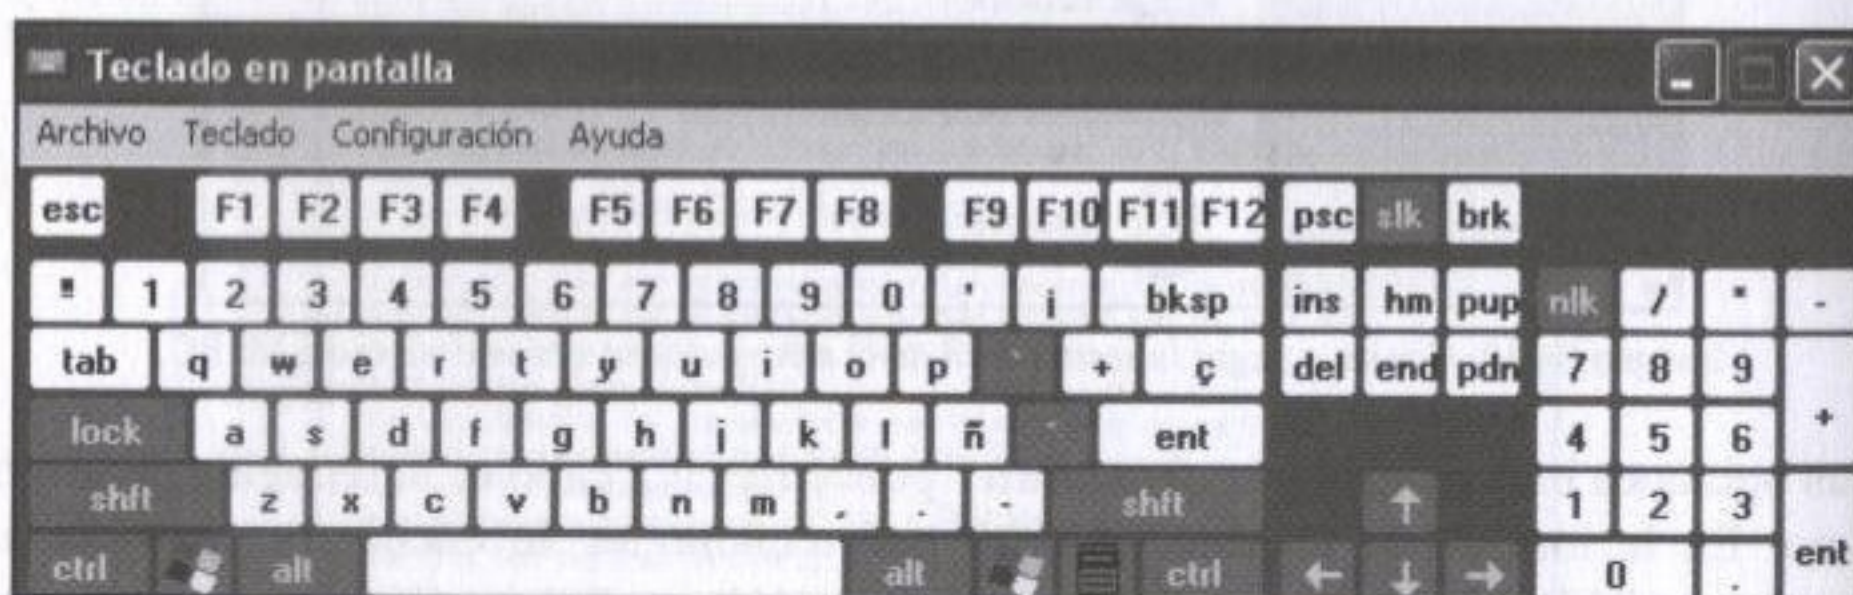 Teclado en pantalla
Archivo Teclado Configuración Ayuda
esc F1 F2 F3 F4 F5 F6 F7 F8 F9 F10 F11 F12 psc slk brk
1 2 3 4 5 6 7 8 9 0 ' ¡ bksp ins hm pup nlk / * -
tab q w e r t y u i o p ` + ç del end pdn 7 8 9
lock a s d f g h j k l ñ ´ ent 4 5 6 +
shft z x c v b n m , . - shft ↑ 1 2 3
ctrl alt alt ctrl ← ↓ → 0 . ent